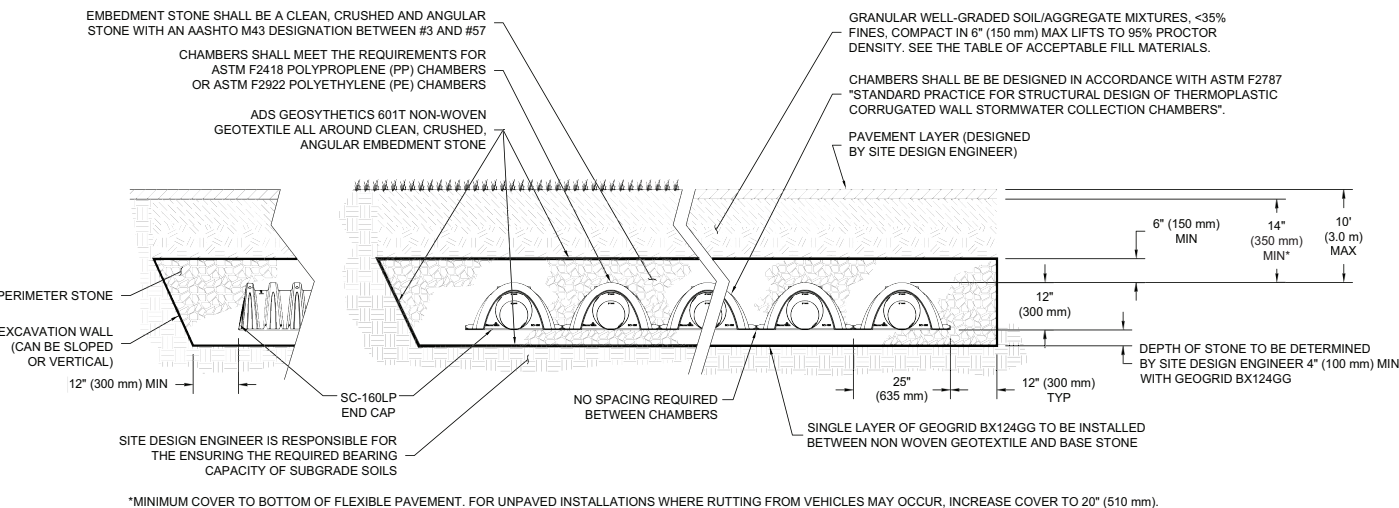 EMBEDMENT STONE SHALL BE A CLEAN, CRUSHED AND ANGULAR
STONE WITH AN AASHTO M43 DESIGNATION BETWEEN #3 AND #57
CHAMBERS SHALL MEET THE REQUIREMENTS FOR
ASTM F2418 POLYPROPLENE (PP) CHAMBERS
OR ASTM F2922 POLYETHYLENE (PE) CHAMBERS
ADS GEOSYTHETICS 601T NON-WOVEN
GEOTEXTILE ALL AROUND CLEAN, CRUSHED,
ANGULAR EMBEDMENT STONE
GRANULAR WELL-GRADED SOIL/AGGREGATE MIXTURES, <35%
FINES, COMPACT IN 6" (150 mm) MAX LIFTS TO 95% PROCTOR
DENSITY. SEE THE TABLE OF ACCEPTABLE FILL MATERIALS.
CHAMBERS SHALL BE BE DESIGNED IN ACCORDANCE WITH ASTM F2787
"STANDARD PRACTICE FOR STRUCTURAL DESIGN OF THERMOPLASTIC
CORRUGATED WALL STORMWATER COLLECTION CHAMBERS".
PAVEMENT LAYER (DESIGNED
BY SITE DESIGN ENGINEER)
6" (150 mm)
MIN
14"
(350 mm)
MIN*
10'
(3.0 m)
MAX
12"
(300 mm)
PERIMETER STONE
EXCAVATION WALL
(CAN BE SLOPED
OR VERTICAL)
12" (300 mm) MIN
SC-160LP
END CAP
SITE DESIGN ENGINEER IS RESPONSIBLE FOR
THE ENSURING THE REQUIRED BEARING
CAPACITY OF SUBGRADE SOILS
NO SPACING REQUIRED
BETWEEN CHAMBERS
25"
(635 mm)
12" (300 mm)
TYP
DEPTH OF STONE TO BE DETERMINED
BY SITE DESIGN ENGINEER 4" (100 mm) MIN
WITH GEOGRID BX124GG
SINGLE LAYER OF GEOGRID BX124GG TO BE INSTALLED
BETWEEN NON WOVEN GEOTEXTILE AND BASE STONE
*MINIMUM COVER TO BOTTOM OF FLEXIBLE PAVEMENT. FOR UNPAVED INSTALLATIONS WHERE RUTTING FROM VEHICLES MAY OCCUR, INCREASE COVER TO 20" (510 mm).